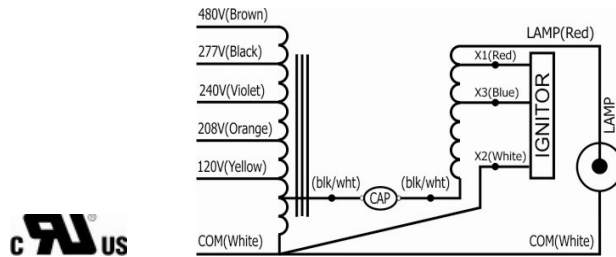 480V(Brown)
277V(Black)
240V(Violet)
208V(Orange)
120V(Yellow)
COM(White)
(blk/wht)
CAP
(blk/wht)
LAMP(Red)
X1(Red)
X3(Blue)
X2(White)
IGNITOR
LAMP
COM(White)
c RU ® US